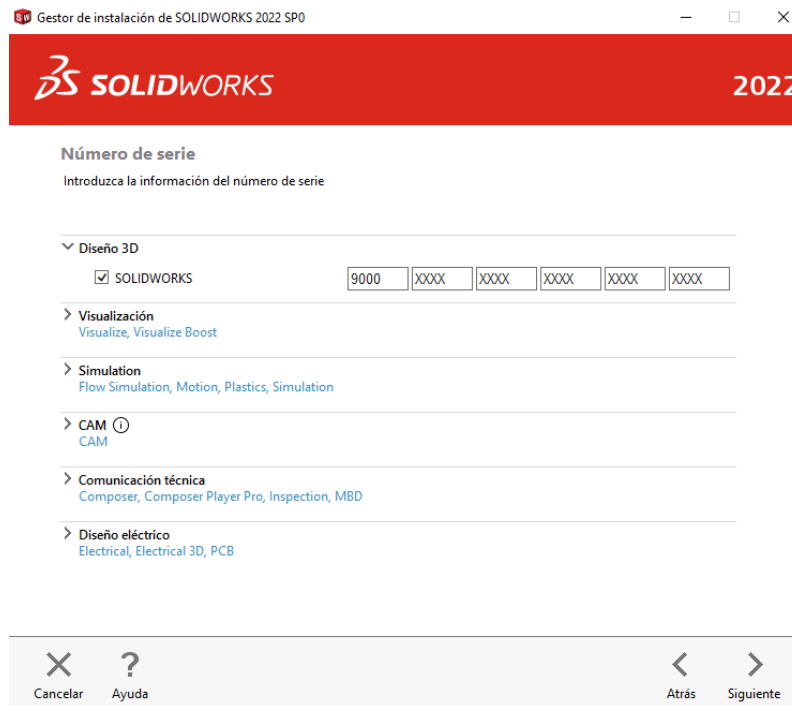 Gestor de instalación de SOLIDWORKS 2022 SP0
SOLIDWORKS 2022
Número de serie
Introduzca la información del número de serie
Diseño 3D
SOLIDWORKS 9000 XXXX XXXX XXXX XXXX XXXX
Visualización
Visualize, Visualize Boost
Simulation
Flow Simulation, Motion, Plastics, Simulation
CAM
CAM
Comunicación técnica
Composer, Composer Player Pro, Inspection, MBD
Diseño eléctrico
Electrical, Electrical 3D, PCB
Cancelar Ayuda Atrás Siguiente